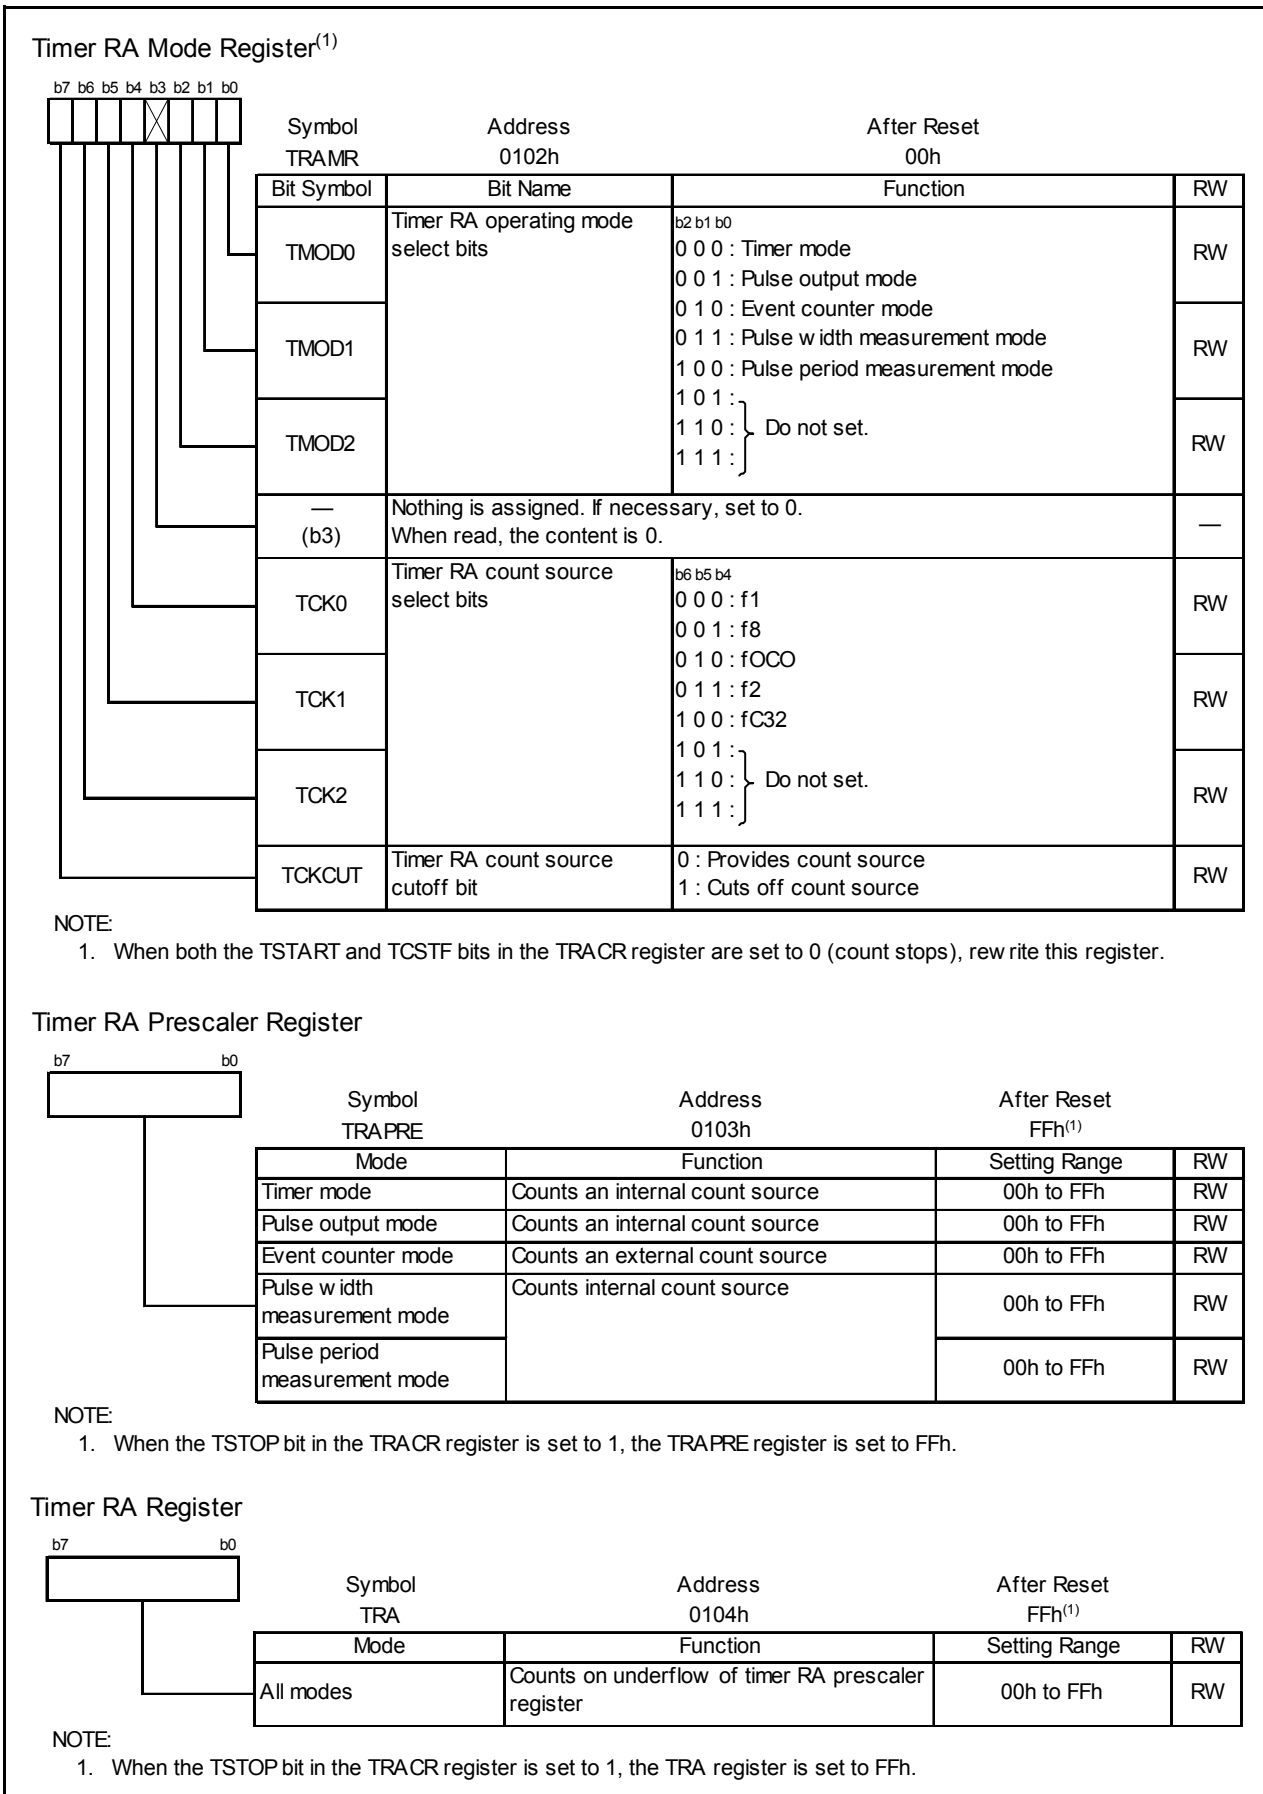 Timer RA Mode Register(1)
b7 b6 b5 b4 b3 b2 b1 b0
Symbol Address After Reset
TRAMR 0102h 00h
Bit Symbol Bit Name Function RW
TMOD0 Timer RA operating mode select bits b2 b1 b0 RW
0 0 0 : Timer mode
0 0 1 : Pulse output mode
0 1 0 : Event counter mode
TMOD1 0 1 1 : Pulse width measurement mode RW
1 0 0 : Pulse period measurement mode
1 0 1 :
TMOD2 1 1 0 : Do not set. RW
1 1 1 :
— (b3) Nothing is assigned. If necessary, set to 0. —
When read, the content is 0.
TCK0 Timer RA count source select bits b6 b5 b4 RW
0 0 0 : f1
0 0 1 : f8
0 1 0 : fOCO
TCK1 0 1 1 : f2 RW
1 0 0 : fC32
1 0 1 :
TCK2 1 1 0 : Do not set. RW
1 1 1 :
TCKCUT Timer RA count source cutoff bit 0 : Provides count source RW
1 : Cuts off count source
NOTE:
1. When both the TSTART and TCSTF bits in the TRACR register are set to 0 (count stops), rewrite this register.
Timer RA Prescaler Register
b7 b0
Symbol Address After Reset
TRAPRE 0103h FFh(1)
Mode Function Setting Range RW
Timer mode Counts an internal count source 00h to FFh RW
Pulse output mode Counts an internal count source 00h to FFh RW
Event counter mode Counts an external count source 00h to FFh RW
Pulse width measurement mode Counts internal count source 00h to FFh RW
Pulse period measurement mode 00h to FFh RW
NOTE:
1. When the TSTOP bit in the TRACR register is set to 1, the TRAPRE register is set to FFh.
Timer RA Register
b7 b0
Symbol Address After Reset
TRA 0104h FFh(1)
Mode Function Setting Range RW
All modes Counts on underflow of timer RA prescaler register 00h to FFh RW
NOTE:
1. When the TSTOP bit in the TRACR register is set to 1, the TRA register is set to FFh.